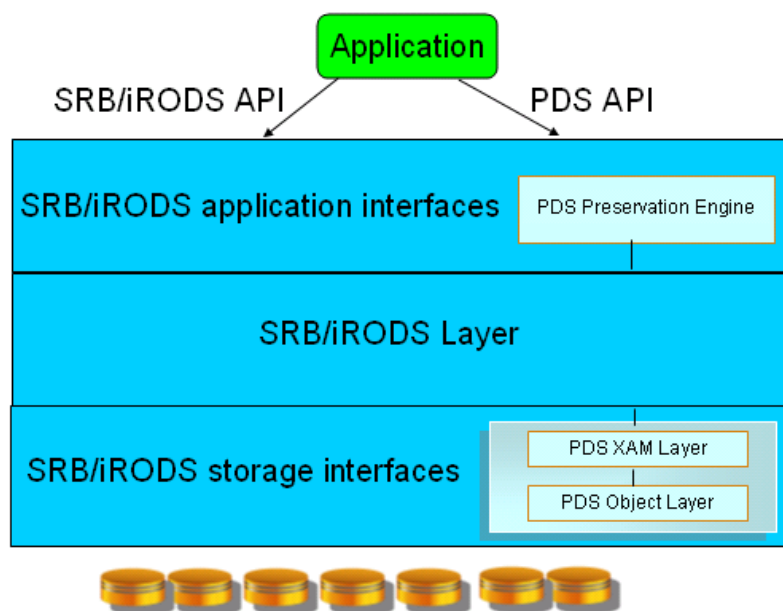 Application
SRB/iRODS API
PDS API
SRB/iRODS application interfaces
PDS Preservation Engine
SRB/iRODS Layer
SRB/iRODS storage interfaces
PDS XAM Layer
PDS Object Layer